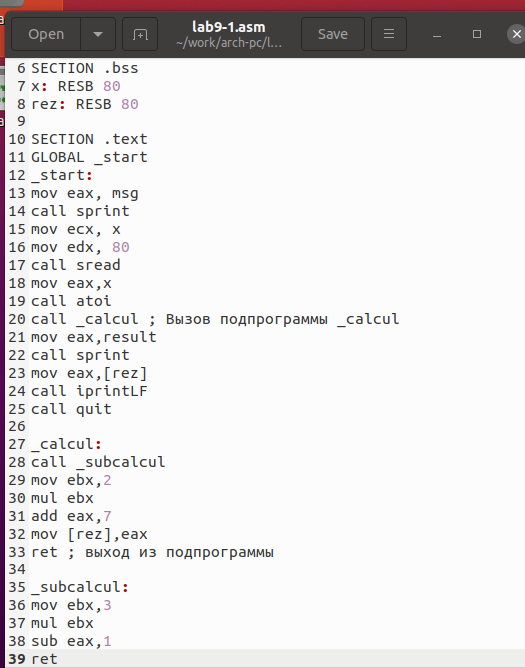 Open
lab9-1.asm
~/work/arch-pc/l...
Save
6 SECTION .bss
7 x: RESB 80
8 rez: RESB 80
9
10 SECTION .text
11 GLOBAL _start
12 _start:
13 mov eax, msg
14 call sprint
15 mov ecx, x
16 mov edx, 80
17 call sread
18 mov eax,x
19 call atoi
20 call _calcul ; Вызов подпрограммы _calcul
21 mov eax,result
22 call sprint
23 mov eax,[rez]
24 call iprintLF
25 call quit
26
27 _calcul:
28 call _subcalcul
29 mov ebx,2
30 mul ebx
31 add eax,7
32 mov [rez],eax
33 ret ; выход из подпрограммы
34
35 _subcalcul:
36 mov ebx,3
37 mul ebx
38 sub eax,1
39 ret